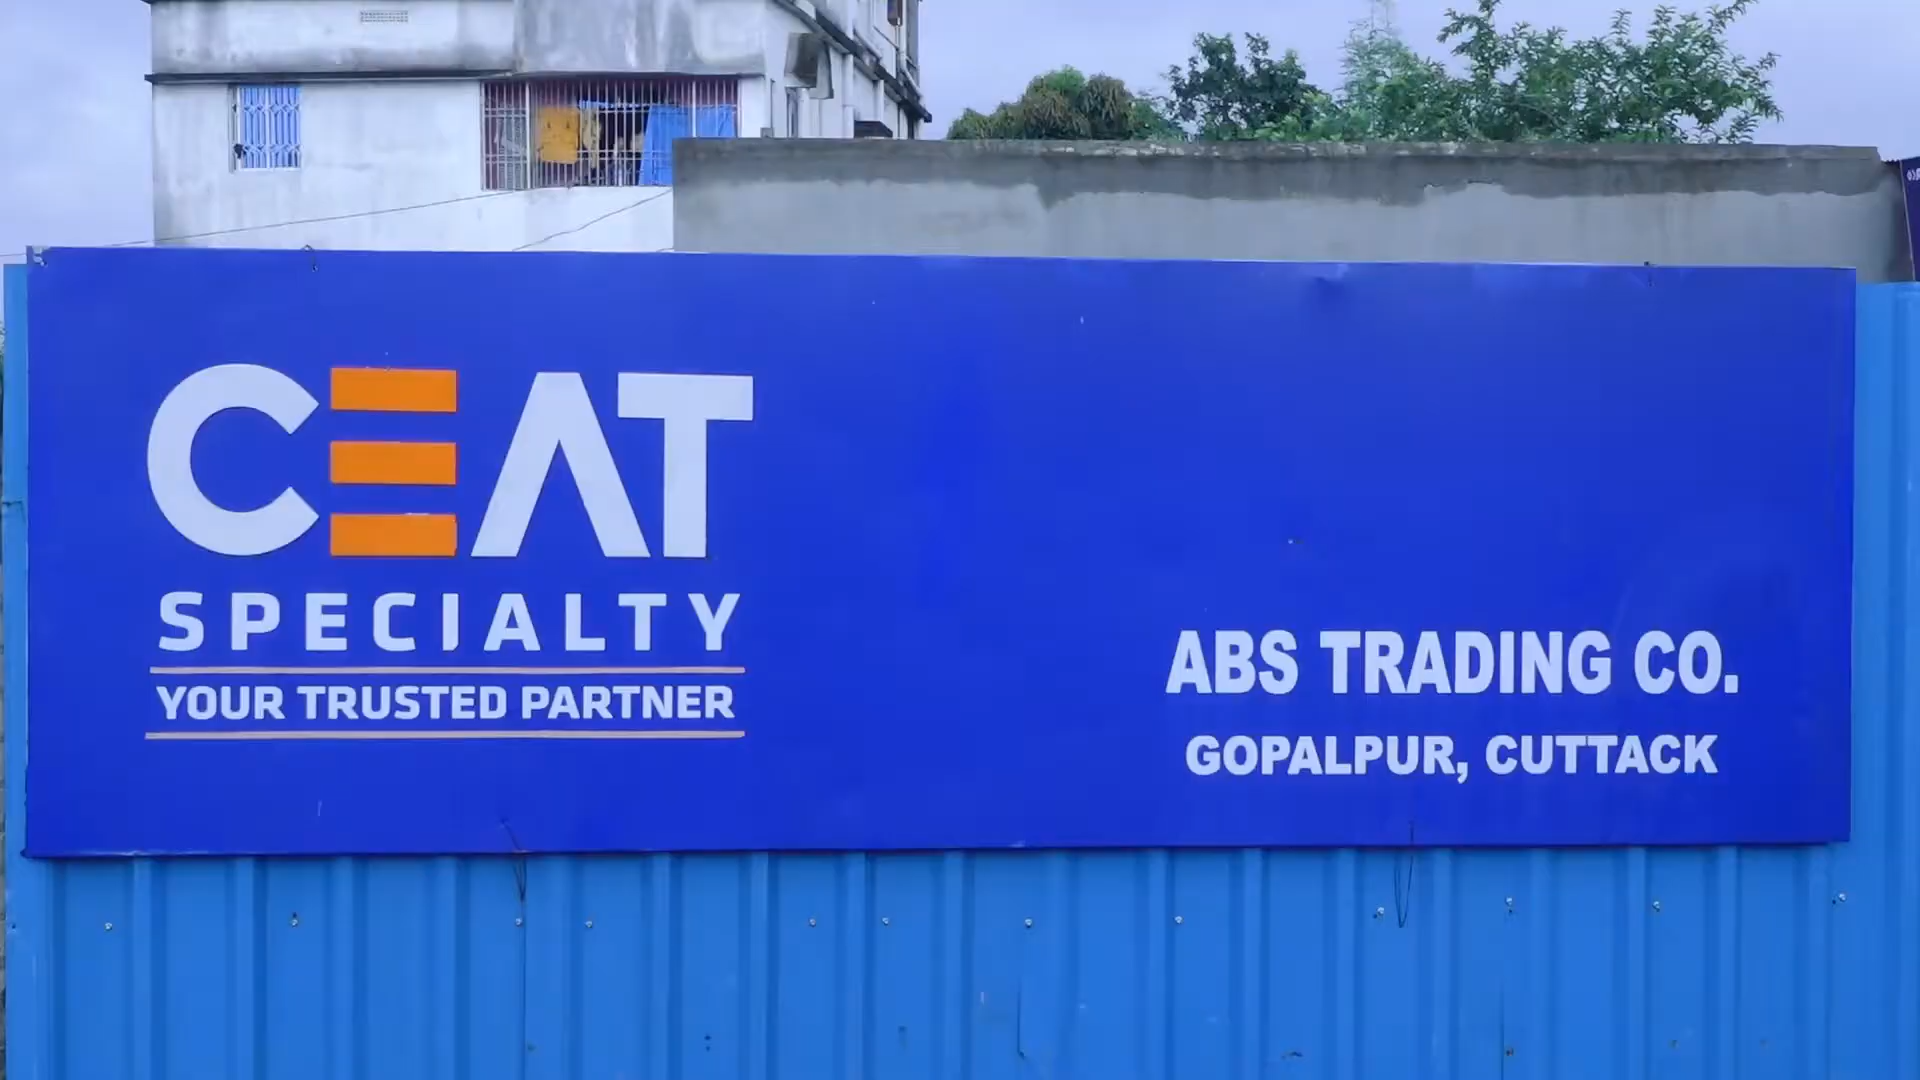 CEAT
SPECIALTY
YOUR TRUSTED PARTNER
ABS TRADING CO.
GOPALPUR, CUTTACK